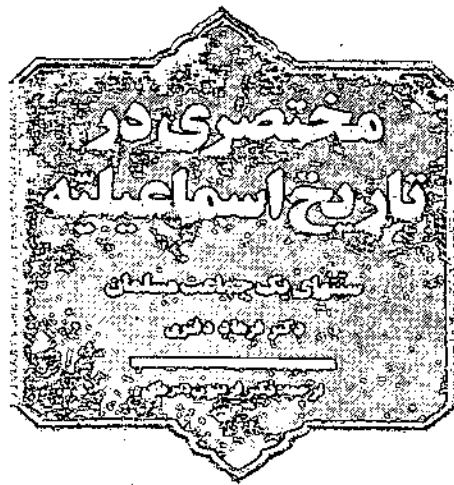 مختصری در
تاریخ اسماعیلیه
سنتهای یک جماعت مسلمان
دکتر فرهاد دفتری